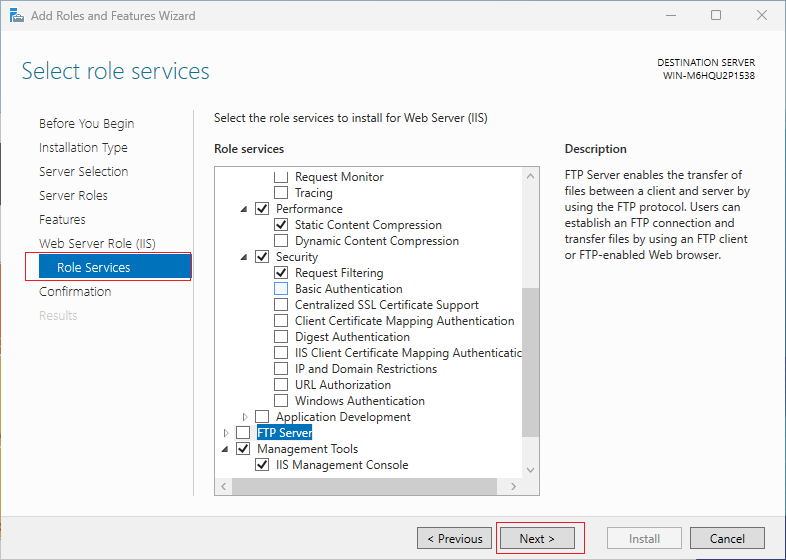 Add Roles and Features Wizard
Select role services
DESTINATION SERVER
WIN-M6HQU2P1538
Before You Begin
Installation Type
Server Selection
Server Roles
Features
Web Server Role (IIS)
Role Services
Confirmation
Results
Select the role services to install for Web Server (IIS)
Role services
Request Monitor
Tracing
Performance
Static Content Compression
Dynamic Content Compression
Security
Request Filtering
Basic Authentication
Centralized SSL Certificate Support
Client Certificate Mapping Authentication
Digest Authentication
IIS Client Certificate Mapping Authenticatic
IP and Domain Restrictions
URL Authorization
Windows Authentication
Application Development
FTP Server
Management Tools
IIS Management Console
Description
FTP Server enables the transfer of
files between a client and server by
using the FTP protocol. Users can
establish an FTP connection and
transfer files by using an FTP client
or FTP-enabled Web browser.
< Previous
Next >
Install
Cancel